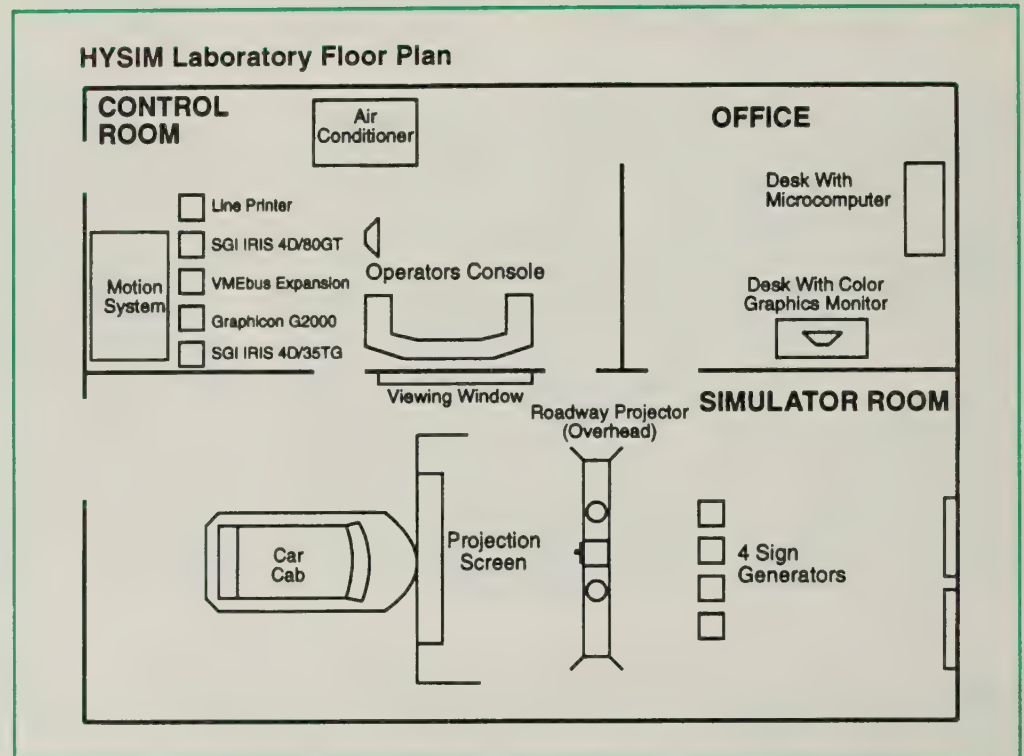 HYSIM Laboratory Floor Plan
CONTROL
ROOM
Air
Conditioner
OFFICE
Desk With
Microcomputer
Line Printer
SGI IRIS 4D/80GT
VMEbus Expansion
Graphicon G2000
SGI IRIS 4D/35TG
Motion
System
Operators Console
Desk With Color
Graphics Monitor
Viewing Window
Roadway Projector
(Overhead)
SIMULATOR ROOM
Car
Cab
Projection
Screen
4 Sign
Generators